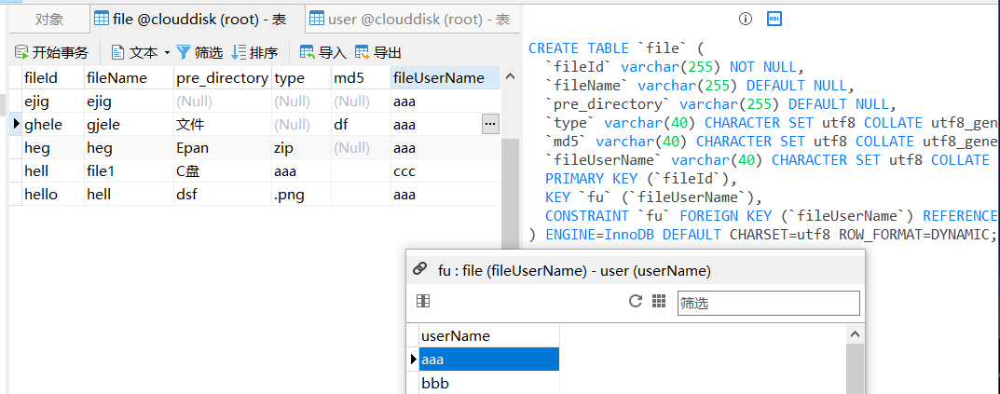 对象 file @clouddisk (root) - 表 user @clouddisk (root) - 表
开始事务 文本 筛选 排序 导入 导出
fileId fileName pre_directory type md5 fileUserName
ejig ejig (Null) (Null) (Null) aaa
ghele gjele 文件 (Null) df aaa
heg heg Epan zip (Null) aaa
hell file1 C盘 aaa ccc
hello hell dsf .png aaa
DDL
CREATE TABLE `file` (
`fileId` varchar(255) NOT NULL,
`fileName` varchar(255) DEFAULT NULL,
`pre_directory` varchar(255) DEFAULT NULL,
`type` varchar(40) CHARACTER SET utf8 COLLATE utf8_gene
`md5` varchar(40) CHARACTER SET utf8 COLLATE utf8_gene
`fileUserName` varchar(40) CHARACTER SET utf8 COLLATE
PRIMARY KEY (`fileId`),
KEY `fu` (`fileUserName`),
CONSTRAINT `fu` FOREIGN KEY (`fileUserName`) REFERENCE
) ENGINE=InnoDB DEFAULT CHARSET=utf8 ROW_FORMAT=DYNAMIC;
fu : file (fileUserName) - user (userName)
筛选
userName
aaa
bbb